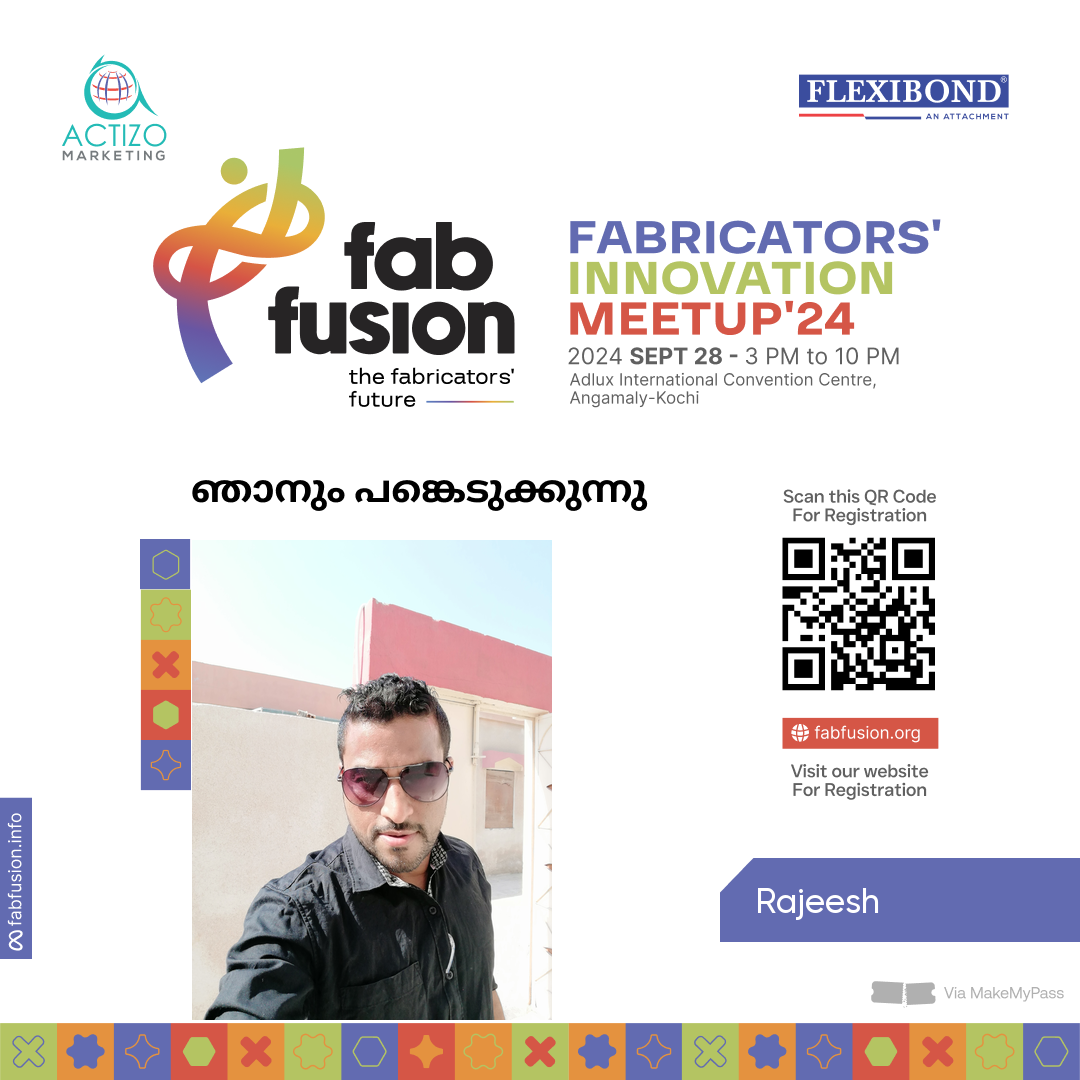 ACTIZO
MARKETING
FLEXIBOND®
AN ATTACHMENT
fab
fusion
the fabricators'
future
FABRICATORS'
INNOVATION
MEETUP'24
2024 SEPT 28 - 3 PM to 10 PM
Adlux International Convention Centre,
Angamaly-Kochi
ഞാനും പങ്കെടുക്കുന്നു
Scan this QR Code
For Registration
fabfusion.org
Visit our website
For Registration
fabfusion.info
Rajeesh
Via MakeMyPass